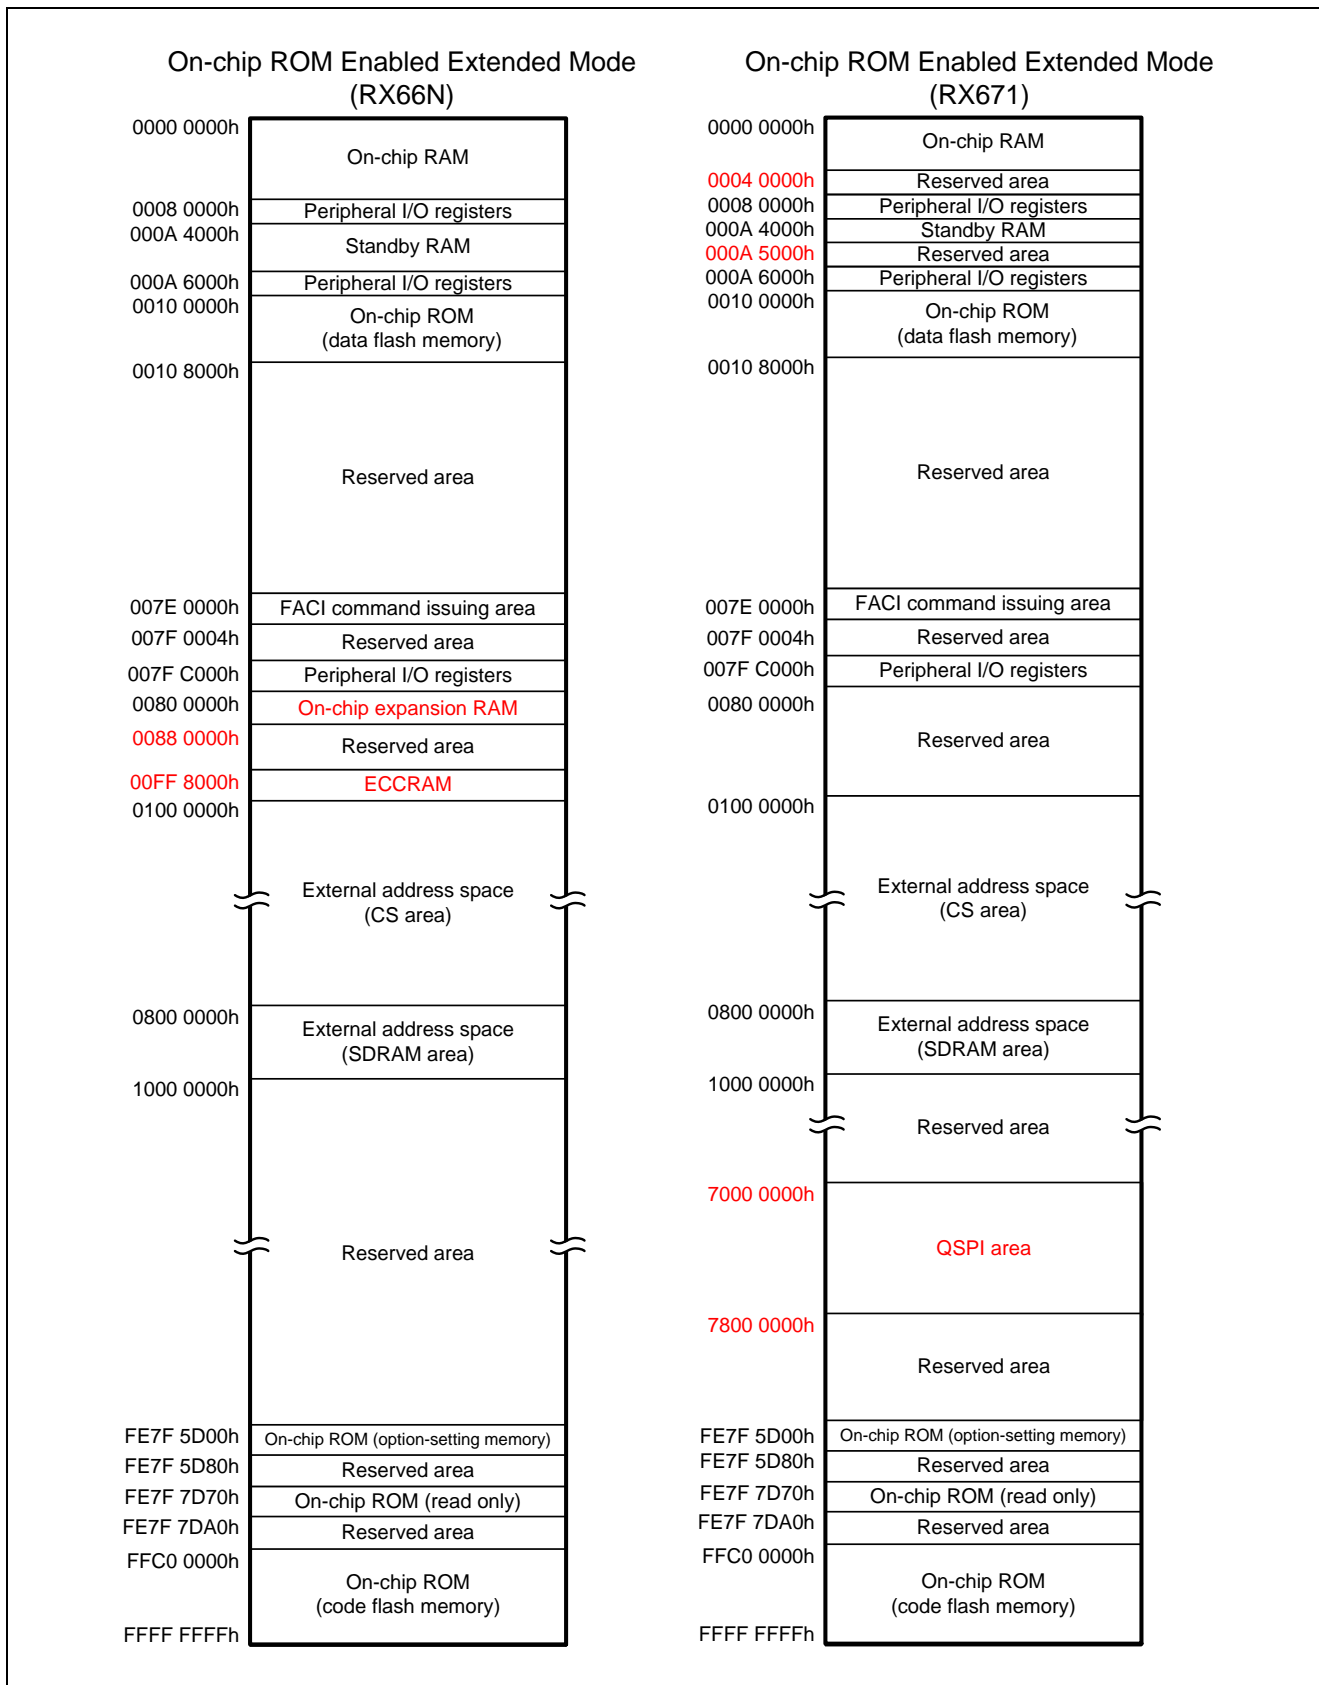 On-chip ROM Enabled Extended Mode
(RX66N)
0000 0000h
On-chip RAM
0008 0000h
Peripheral I/O registers
000A 4000h
Standby RAM
000A 6000h
Peripheral I/O registers
0010 0000h
On-chip ROM
(data flash memory)
0010 8000h
Reserved area
007E 0000h
FACI command issuing area
007F 0004h
Reserved area
007F C000h
Peripheral I/O registers
0080 0000h
On-chip expansion RAM
0088 0000h
Reserved area
00FF 8000h
ECCRAM
0100 0000h
External address space
(CS area)
0800 0000h
External address space
(SDRAM area)
1000 0000h
Reserved area
FE7F 5D00h
On-chip ROM (option-setting memory)
FE7F 5D80h
Reserved area
FE7F 7D70h
On-chip ROM (read only)
FE7F 7DA0h
Reserved area
FFC0 0000h
On-chip ROM
(code flash memory)
FFFF FFFFh
On-chip ROM Enabled Extended Mode
(RX671)
0000 0000h
On-chip RAM
0004 0000h
Reserved area
0008 0000h
Peripheral I/O registers
000A 4000h
Standby RAM
000A 5000h
Reserved area
000A 6000h
Peripheral I/O registers
0010 0000h
On-chip ROM
(data flash memory)
0010 8000h
Reserved area
007E 0000h
FACI command issuing area
007F 0004h
Reserved area
007F C000h
Peripheral I/O registers
0080 0000h
Reserved area
0100 0000h
External address space
(CS area)
0800 0000h
External address space
(SDRAM area)
1000 0000h
Reserved area
7000 0000h
QSPI area
7800 0000h
Reserved area
FE7F 5D00h
On-chip ROM (option-setting memory)
FE7F 5D80h
Reserved area
FE7F 7D70h
On-chip ROM (read only)
FE7F 7DA0h
Reserved area
FFC0 0000h
On-chip ROM
(code flash memory)
FFFF FFFFh